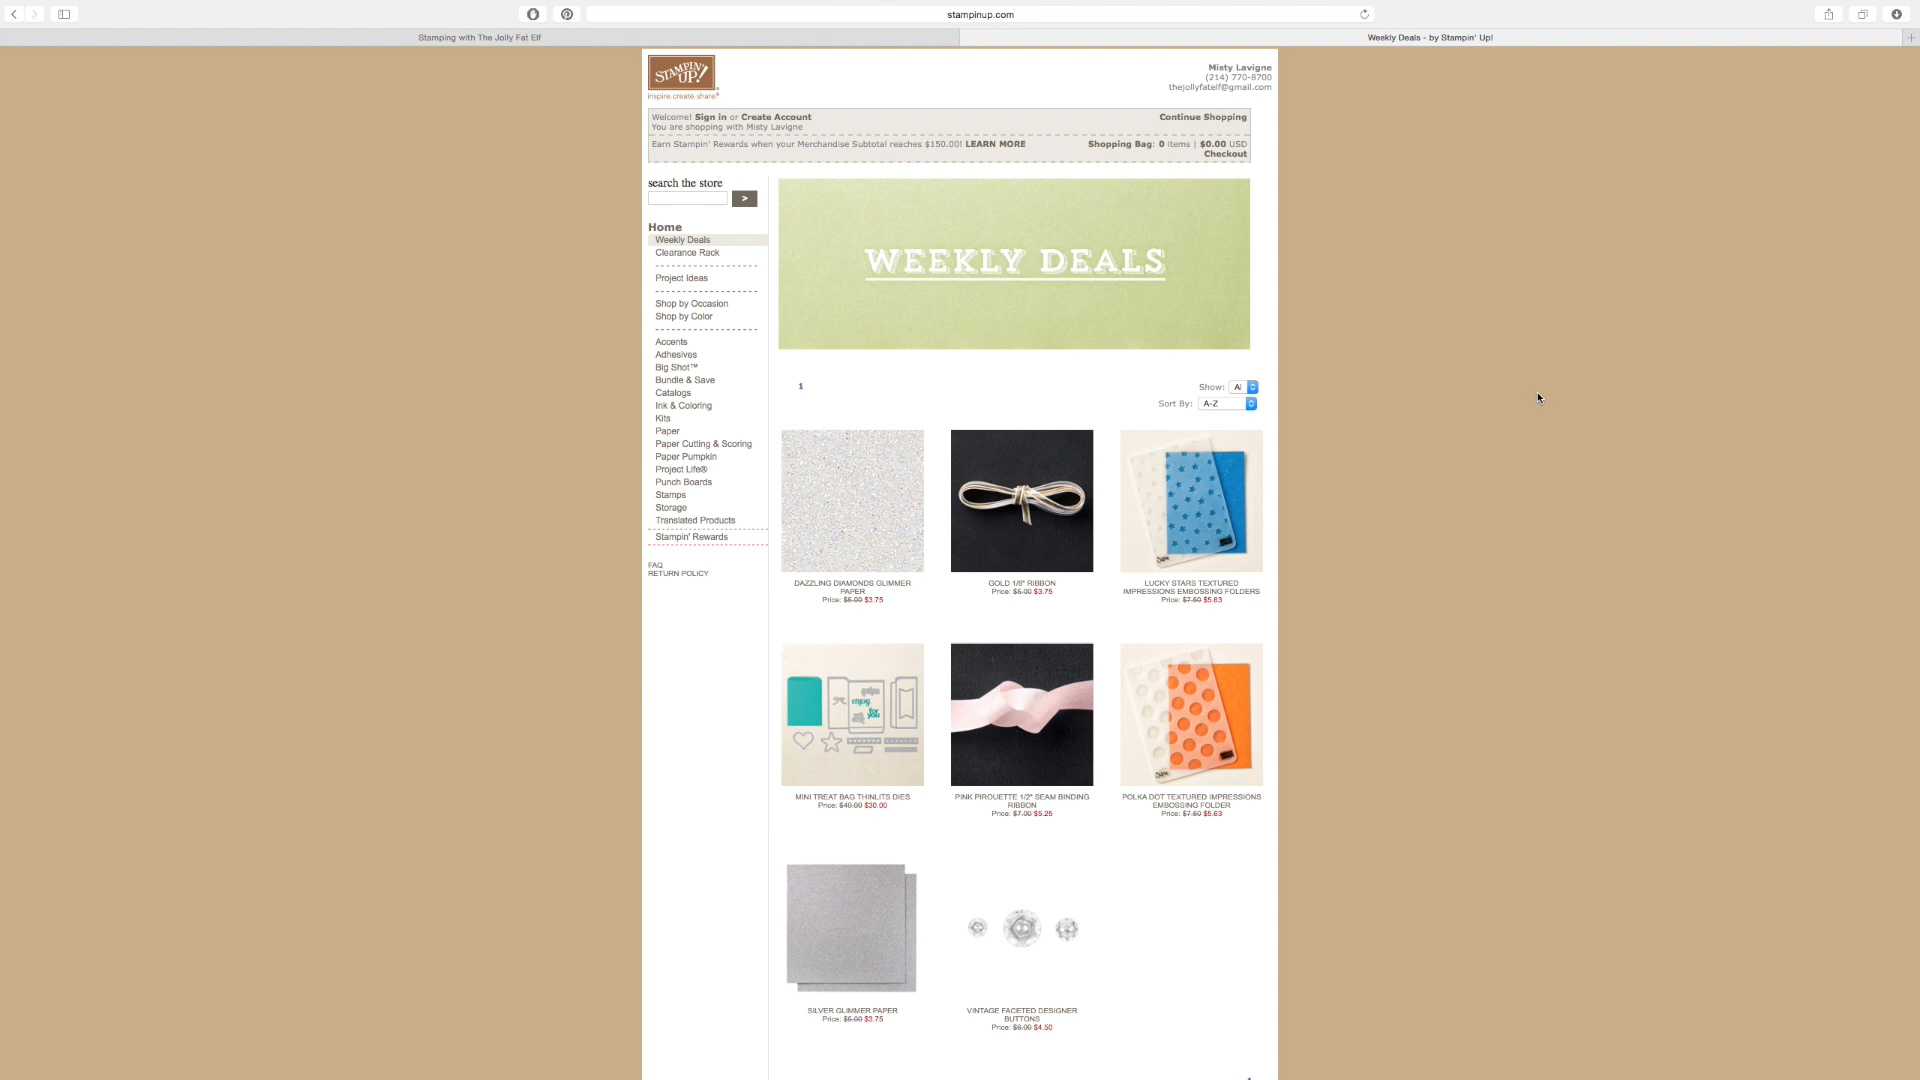 stampinup.com
Stamping with The Jolly Fat Elf
Weekly Deals - by Stampin' Up!
STAMPIN' UP!
inspire.create.share.®
Misty Lavigne
(214) 770-8700
thejollyfatelf@gmail.com
Welcome! Sign in or Create Account
Continue Shopping
You are shopping with Misty Lavigne
Earn Stampin' Rewards when your Merchandise Subtotal reaches $150.00! LEARN MORE
Shopping Bag: 0 items | $0.00 USD
Checkout
search the store
>
Home
Weekly Deals
Clearance Rack
Project Ideas
Shop by Occasion
Shop by Color
Accents
Adhesives
Big Shot™
Bundle & Save
Catalogs
Ink & Coloring
Kits
Paper
Paper Cutting & Scoring
Paper Pumpkin
Project Life®
Punch Boards
Stamps
Storage
Translated Products
Stampin' Rewards
FAQ
RETURN POLICY
WEEKLY DEALS
1
Show: Al
Sort By: A-Z
DAZZLING DIAMONDS GLIMMER
PAPER
Price: $5.00 $3.75
GOLD 1/8" RIBBON
Price: $5.00 $3.75
LUCKY STARS TEXTURED
IMPRESSIONS EMBOSSING FOLDERS
Price: $7.50 $5.63
enjoy
for you
MINI TREAT BAG THINLITS DIES
Price: $40.00 $30.00
PINK PIROUETTE 1/2" SEAM BINDING
RIBBON
Price: $7.00 $5.25
POLKA DOT TEXTURED IMPRESSIONS
EMBOSSING FOLDER
Price: $7.50 $5.63
SILVER GLIMMER PAPER
Price: $5.00 $3.75
VINTAGE FACETED DESIGNER
BUTTONS
Price: $6.00 $4.50